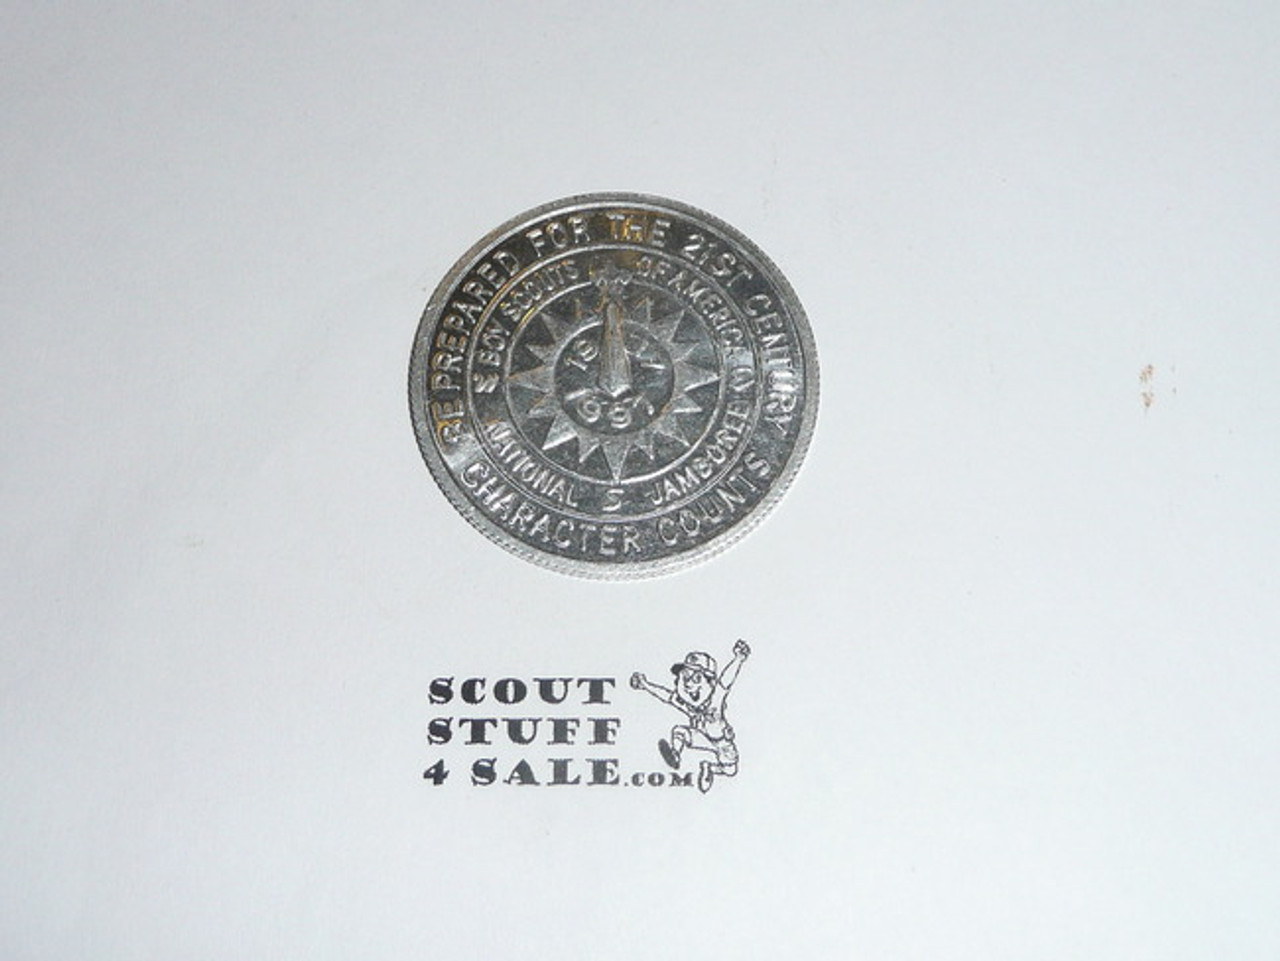 BE PREPARED FOR THE 21ST CENTURY
CHARACTER COUNTS
BOY SCOUTS OF AMERICA
NATIONAL JAMBOREE
N
E
S
W
1997
SCOUT
STUFF
4 SALE.COM